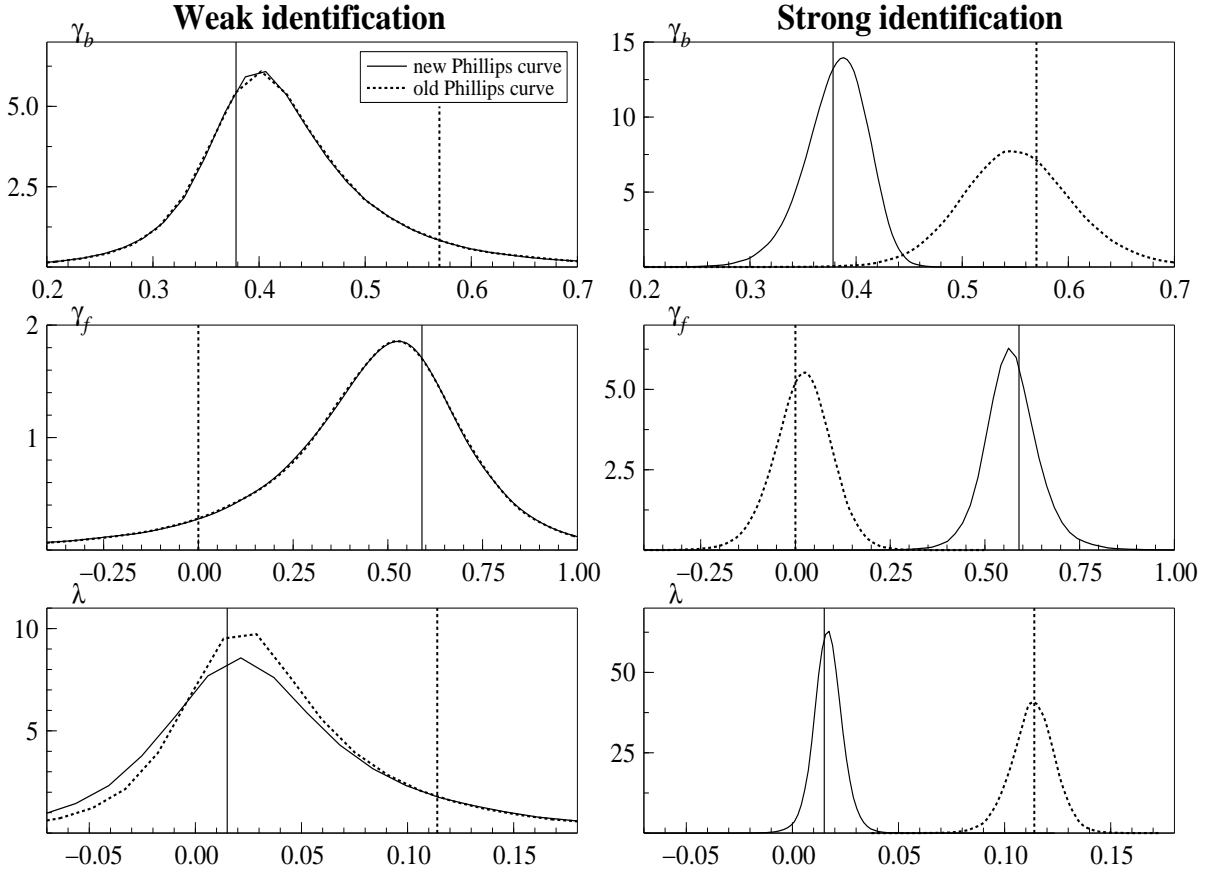 Weak identification
Strong identification
γb
new Phillips curve
old Phillips curve
5.0
2.5
0.2 0.3 0.4 0.5 0.6 0.7
γb
15
10
5
0.2 0.3 0.4 0.5 0.6 0.7
γf
2
1
−0.25 0.00 0.25 0.50 0.75 1.00
γf
5.0
2.5
−0.25 0.00 0.25 0.50 0.75 1.00
λ
10
5
−0.05 0.00 0.05 0.10 0.15
λ
50
25
−0.05 0.00 0.05 0.10 0.15